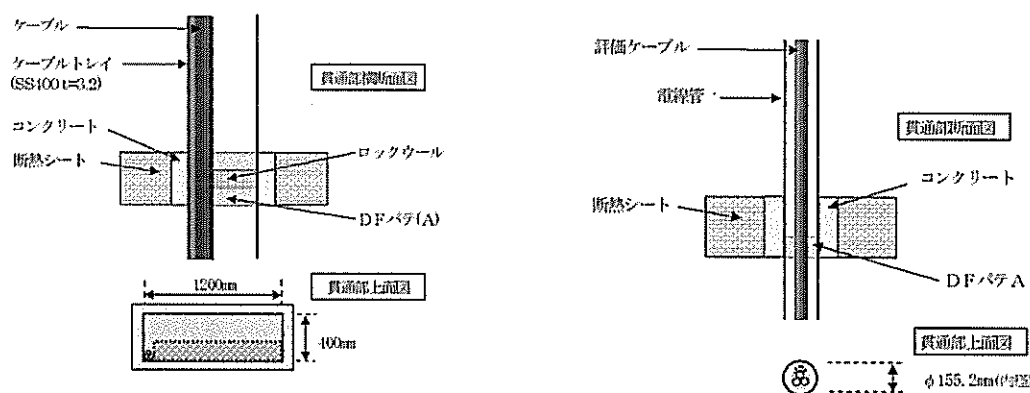 ケーブル
ケーブルトレイ
(SS400 t=3.2)
貫通部横断面図
コンクリート
断熱シート
ロックウール
DFパテ(A)
1200mm
貫通部上面図
400mm
評価ケーブル
電線管
貫通部断面図
コンクリート
断熱シート
DFパテA
貫通部上面図
φ155.2mm(内径